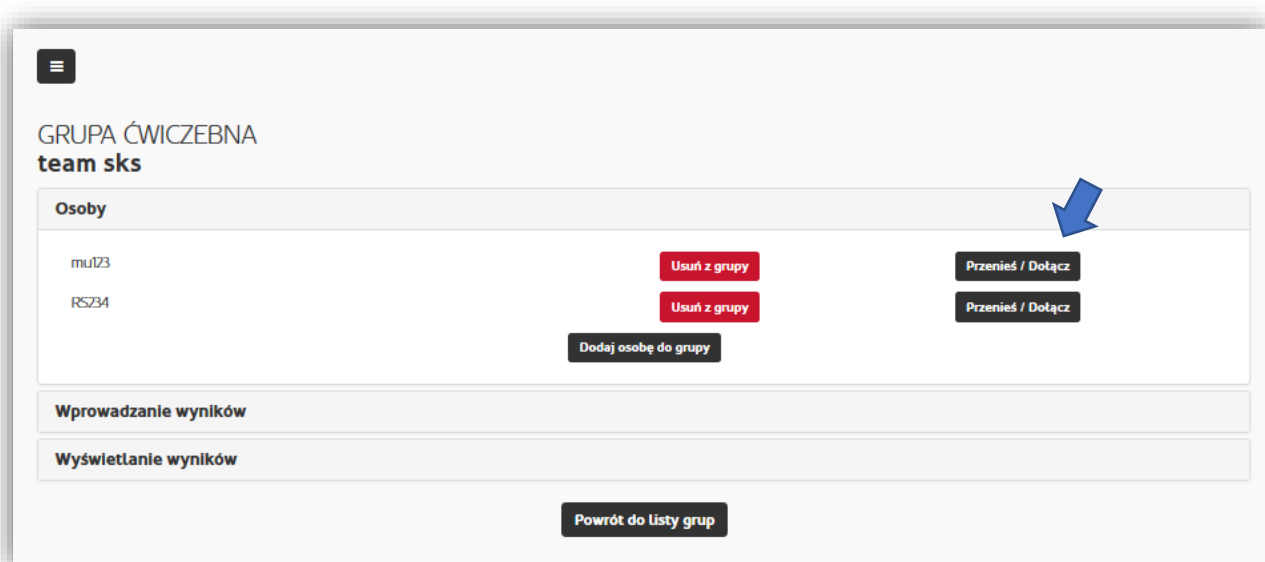 GRUPA ĆWICZEBNA
team sks
Osoby
mu123 Usuń z grupy Przenieś / Dołącz
RS234 Usuń z grupy Przenieś / Dołącz
Dodaj osobę do grupy
Wprowadzanie wyników
Wyświetlanie wyników
Powrót do listy grup